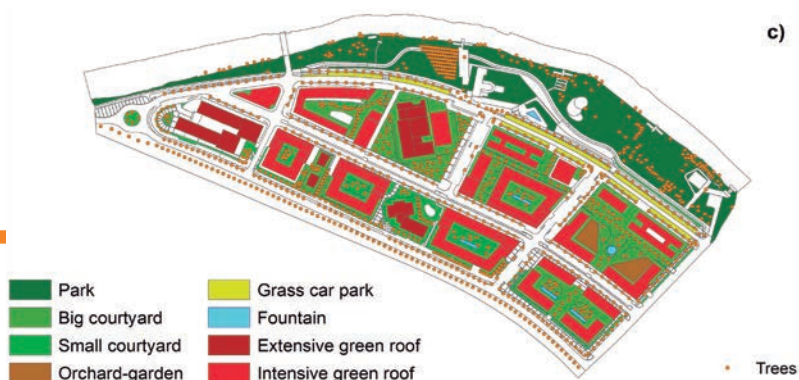 c)
Park
Big courtyard
Small courtyard
Orchard-garden
Grass car park
Fountain
Extensive green roof
Intensive green roof
Trees